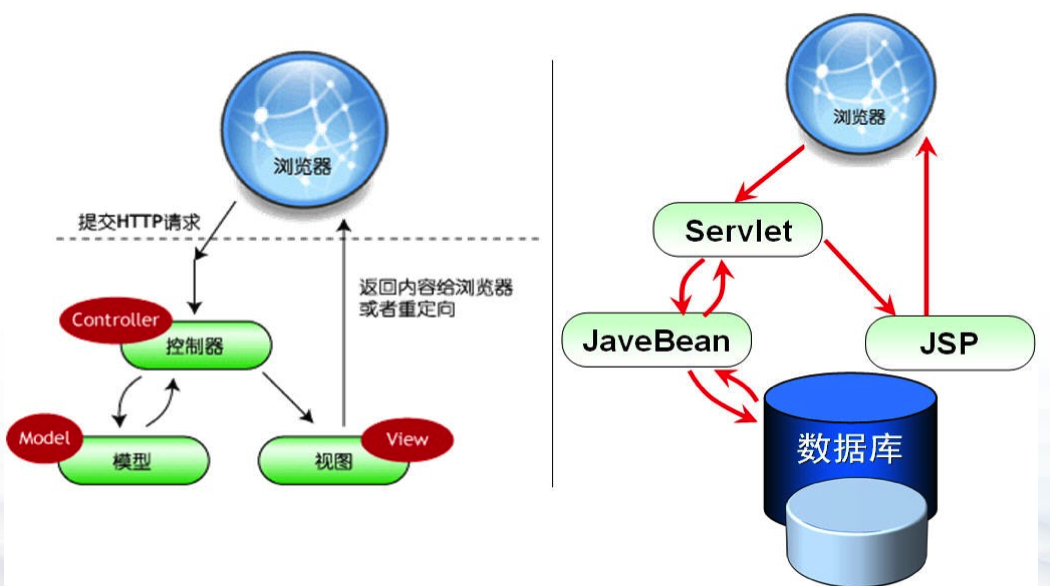 浏览器
提交HTTP请求
返回内容给浏览器
或者重定向
Controller
控制器
Model
模型
视图
View
浏览器
Servlet
JaveBean
JSP
数据库